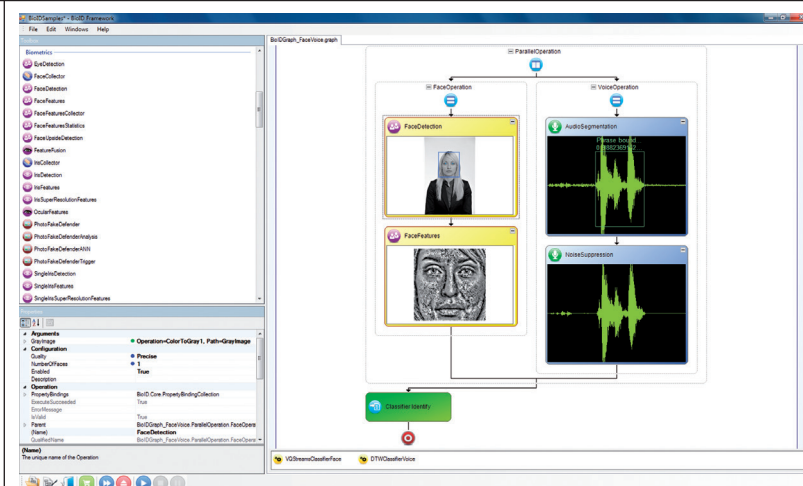 BioIDSamples* - BioID Framework
File Edit Windows Help
Toolbox
Biometrics
EyeDetection
FaceCollector
FaceDetection
FaceFeatures
FaceFeaturesCollector
FaceFeaturesStatistics
FaceUpsideDetection
FeatureFusion
IrisCollector
IrisDetection
IrisFeatures
IrisSuperResolutionFeatures
OcularFeatures
PhotoFakeDefender
PhotoFakeDefenderAnalysis
PhotoFakeDefenderANN
PhotoFakeDefenderTrigger
SingleIrisDetection
SingleIrisFeatures
SingleIrisSuperResolutionFeatures
Properties
Arguments
GrayImage Operation=ColorToGray1, Path=GrayImage
Configuration
Quality Precise
NumberOfFaces 1
Enabled True
Description
Operation
PropertyBindings BioID.Core.PropertyBindingCollection
ExecuteSucceeded True
ErrorMessage
IsValid True
Parent BioIDGraph_FaceVoice.ParallelOperation.FaceOpera
(Name) FaceDetection
QualifiedName BioIDGraph_FaceVoice.ParallelOperation.FaceOpera
(Name)
The unique name of the Operation
BioIDGraph_FaceVoice.graph
ParallelOperation
FaceOperation
VoiceOperation
FaceDetection
AudioSegmentation
Phrase bound
FaceFeatures
NoiseSuppression
Classifier Identify
VQStreamsClassifierFace
DTWClassifierVoice